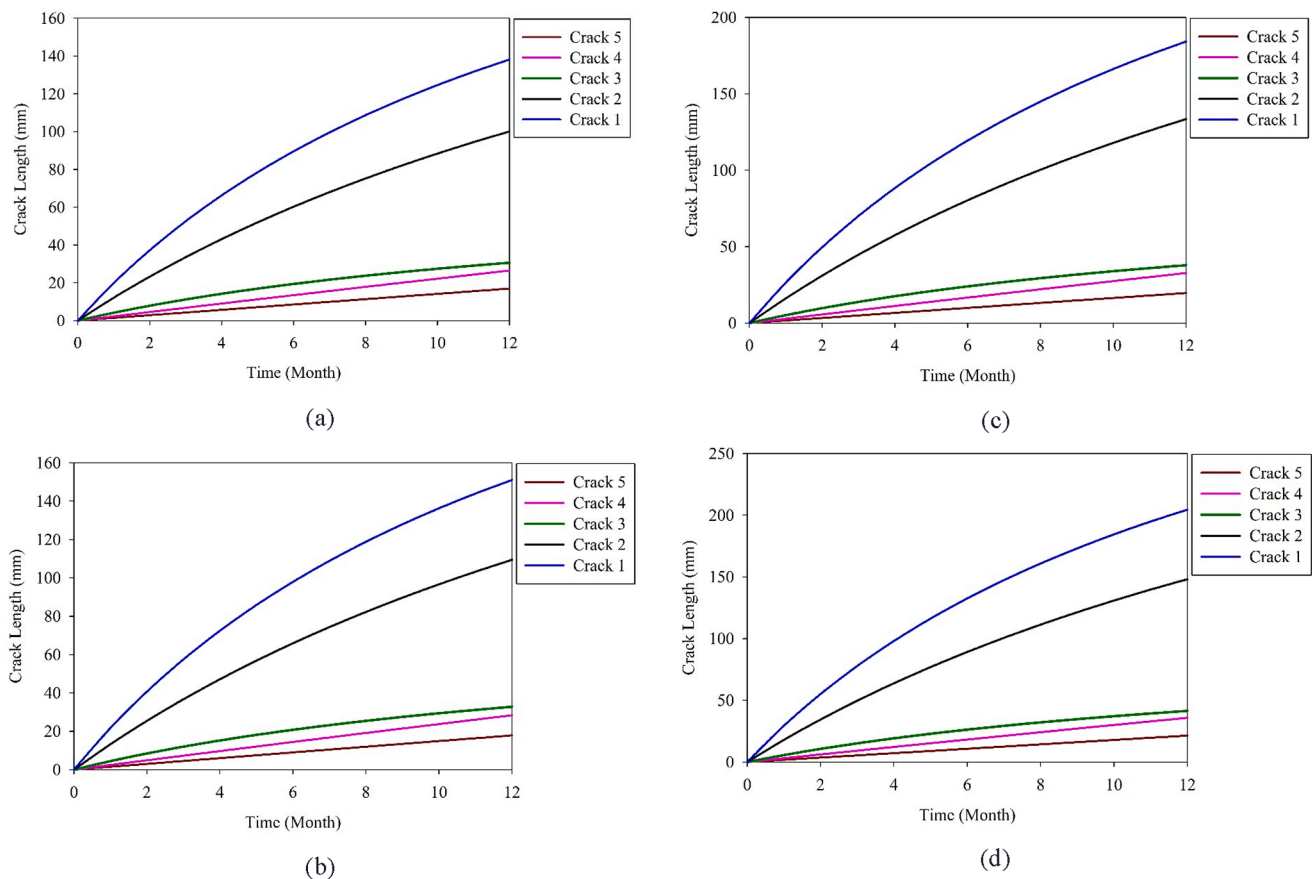 160
140
120
100
80
60
40
20
0
Crack Length (mm)
0 2 4 6 8 10 12
Time (Month)
Crack 5
Crack 4
Crack 3
Crack 2
Crack 1
(a)
200
150
100
50
0
Crack Length (mm)
0 2 4 6 8 10 12
Time (Month)
Crack 5
Crack 4
Crack 3
Crack 2
Crack 1
(c)
160
140
120
100
80
60
40
20
0
Crack Length (mm)
0 2 4 6 8 10 12
Time (Month)
Crack 5
Crack 4
Crack 3
Crack 2
Crack 1
(b)
250
200
150
100
50
0
Crack Length (mm)
0 2 4 6 8 10 12
Time (Month)
Crack 5
Crack 4
Crack 3
Crack 2
Crack 1
(d)